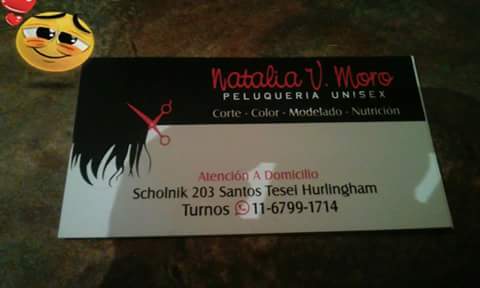 Natalia V. Moro
PELUQUERIA UNISEX
Corte - Color - Modelado - Nutrición
Atención A Domicilio
Scholnik 203 Santos Tesei Hurlingham
Turnos 11-6799-1714